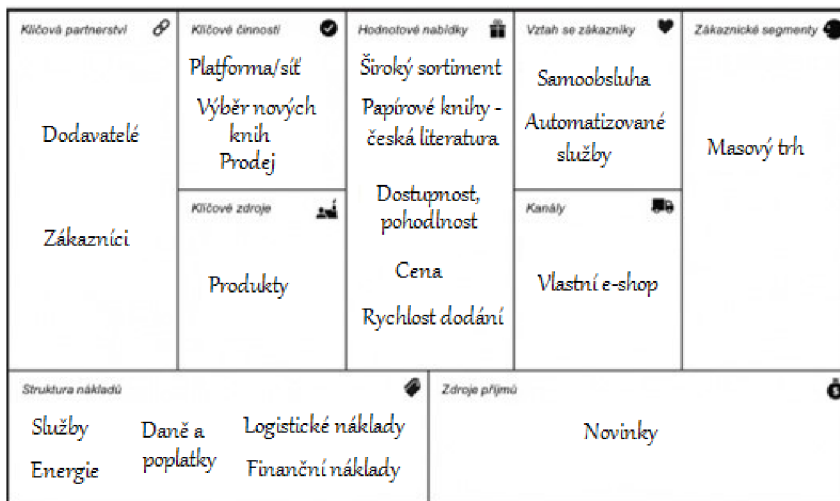 Klíčová partnerství
Dodavatelé
Zákazníci
Klíčové činnosti
Platforma/síť
Výběr nových
knih
Prodej
Klíčové zdroje
Produkty
Hodnotové nabídky
Široký sortiment
Papírové knihy -
česká literatura
Dostupnost,
pohodlnost
Cena
Rychlost dodání
Vztah se zákazníky
Samoobsluha
Automatizované
služby
Kanály
Vlastní e-shop
Zákaznické segmenty
Masový trh
Struktura nákladů
Služby
Energie
Daně a
poplatky
Logistické náklady
Finanční náklady
Zdroje příjmů
Novinky